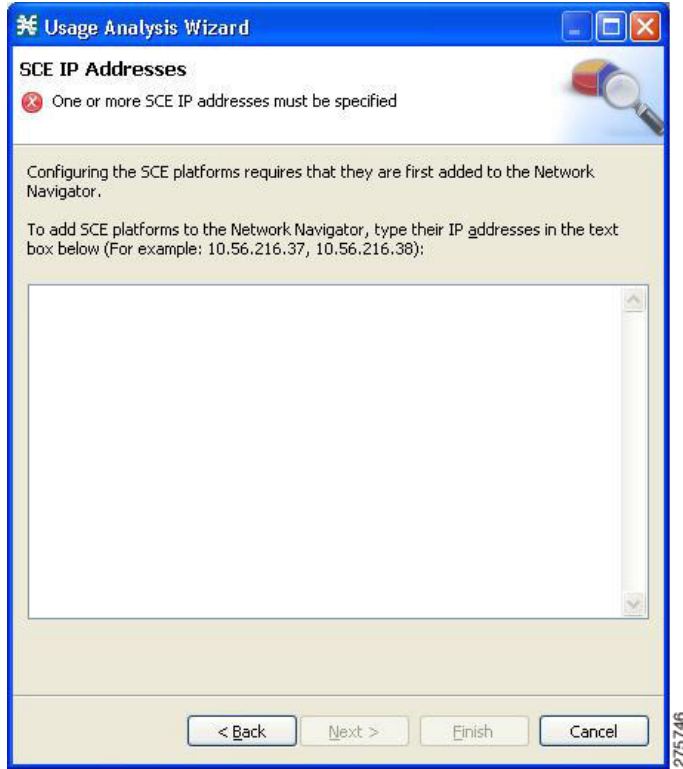 Usage Analysis Wizard
SCE IP Addresses
One or more SCE IP addresses must be specified
Configuring the SCE platforms requires that they are first added to the Network
Navigator.
To add SCE platforms to the Network Navigator, type their IP addresses in the text
box below (For example: 10.56.216.37, 10.56.216.38):
< Back
Next >
Finish
Cancel
275746